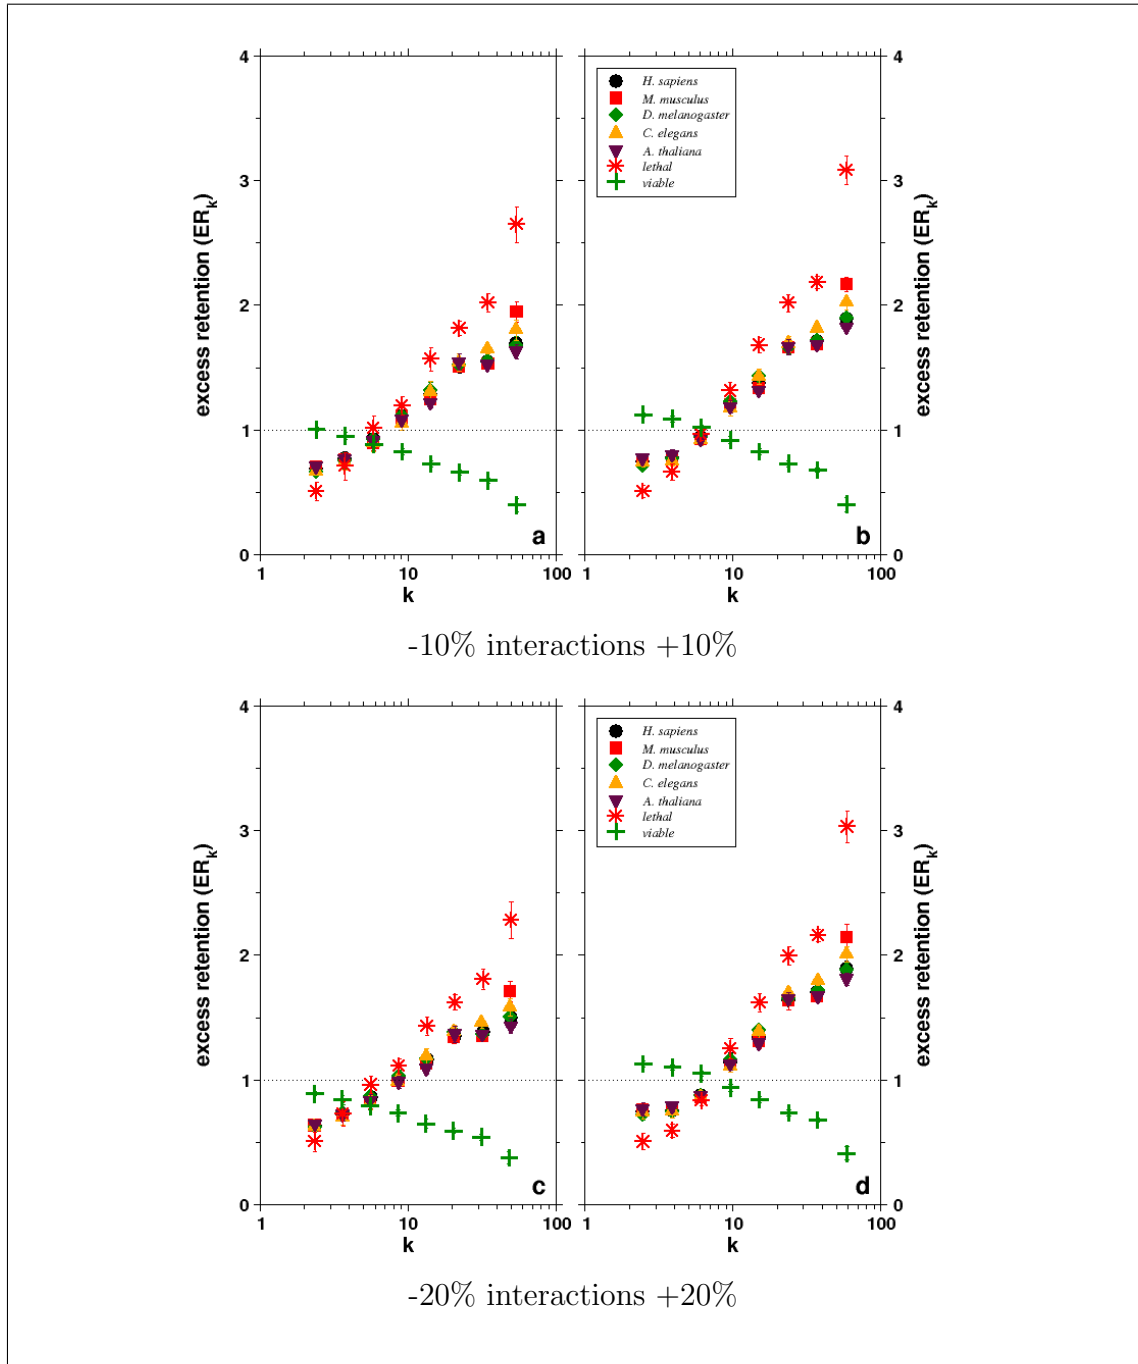 4
3
2
1
0
excess retention (ER_k)
1
10
100
k
a
H. sapiens
M. musculus
D. melanogaster
C. elegans
A. thaliana
lethal
viable
4
3
2
1
0
excess retention (ER_k)
1
10
100
k
b
-10% interactions +10%
4
3
2
1
0
excess retention (ER_k)
1
10
100
k
c
H. sapiens
M. musculus
D. melanogaster
C. elegans
A. thaliana
lethal
viable
4
3
2
1
0
excess retention (ER_k)
1
10
100
k
d
-20% interactions +20%